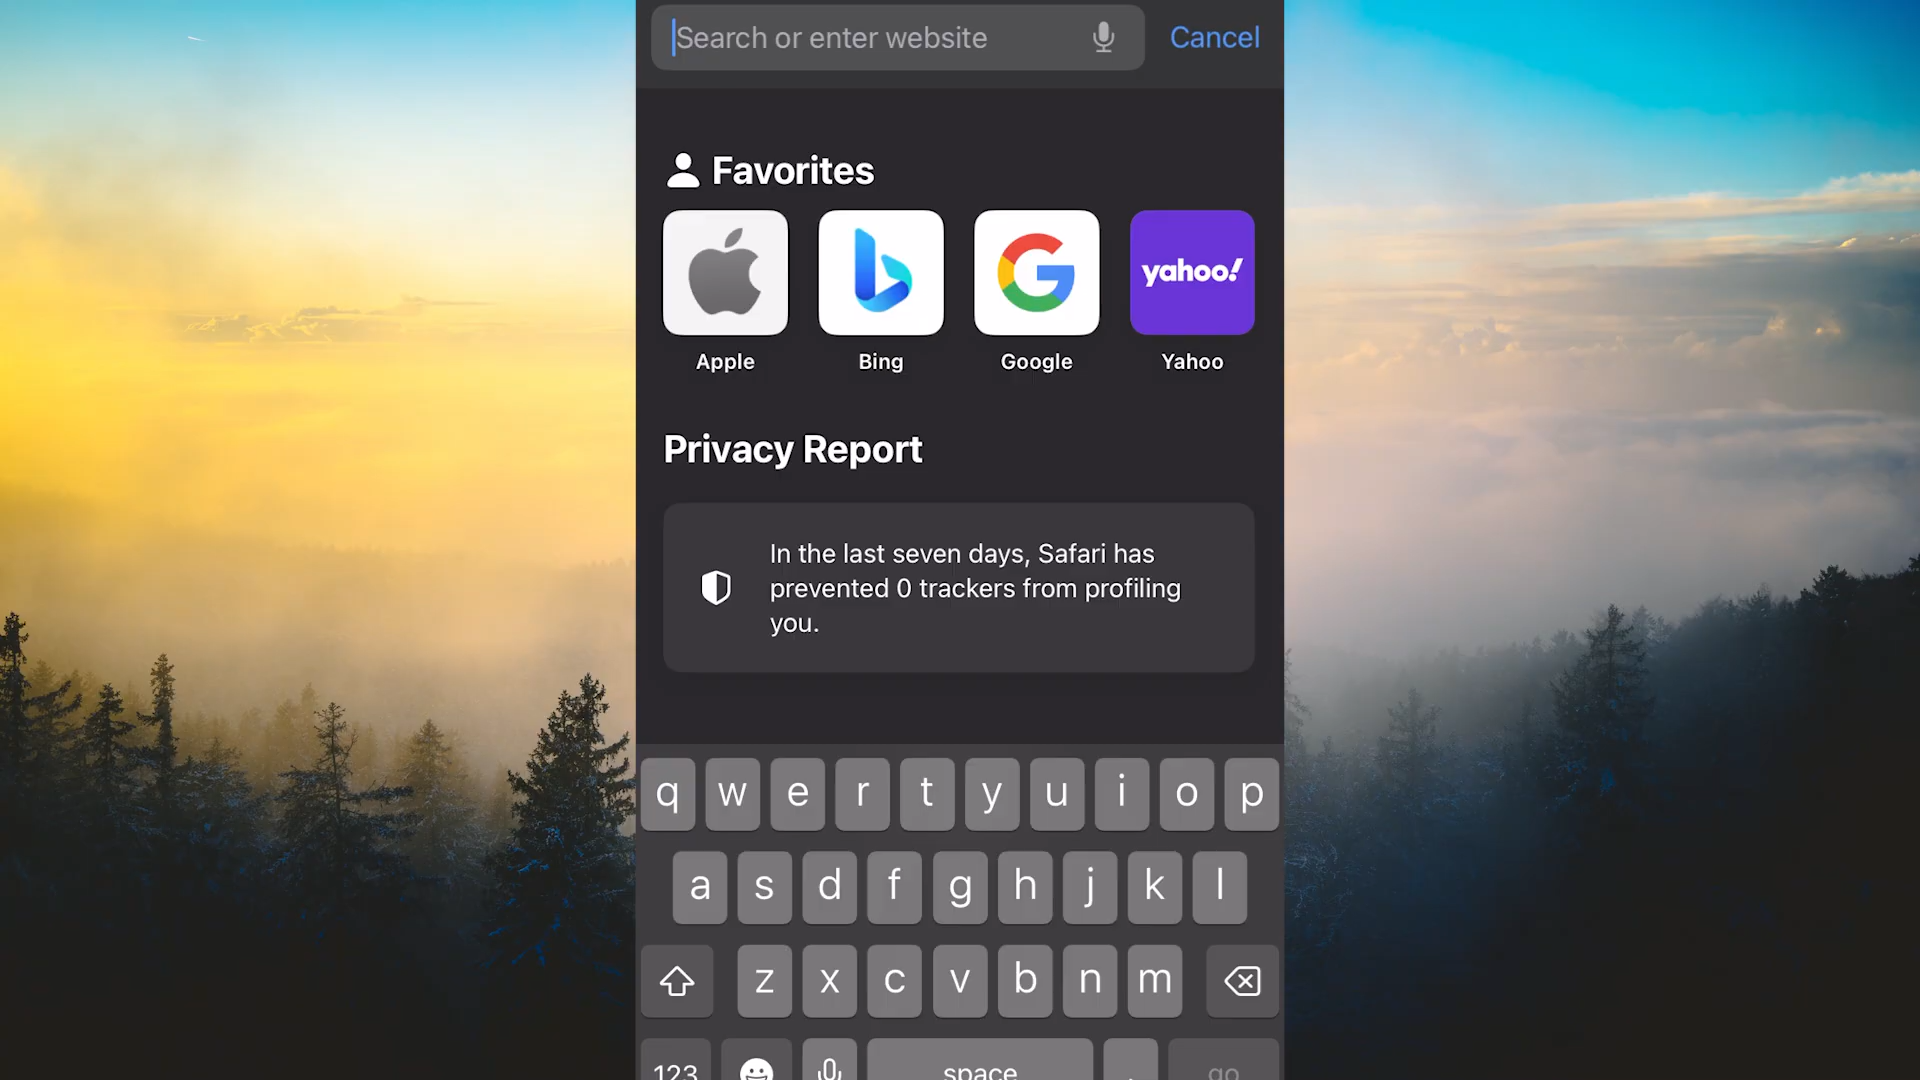 Search or enter website
Cancel
Favorites
yahoo!
Apple
Bing
Google
Yahoo
Privacy Report
In the last seven days, Safari has
prevented 0 trackers from profiling
you.
q w e r t y u i o p
a s d f g h j k l
z x c v b n m
123 space . go